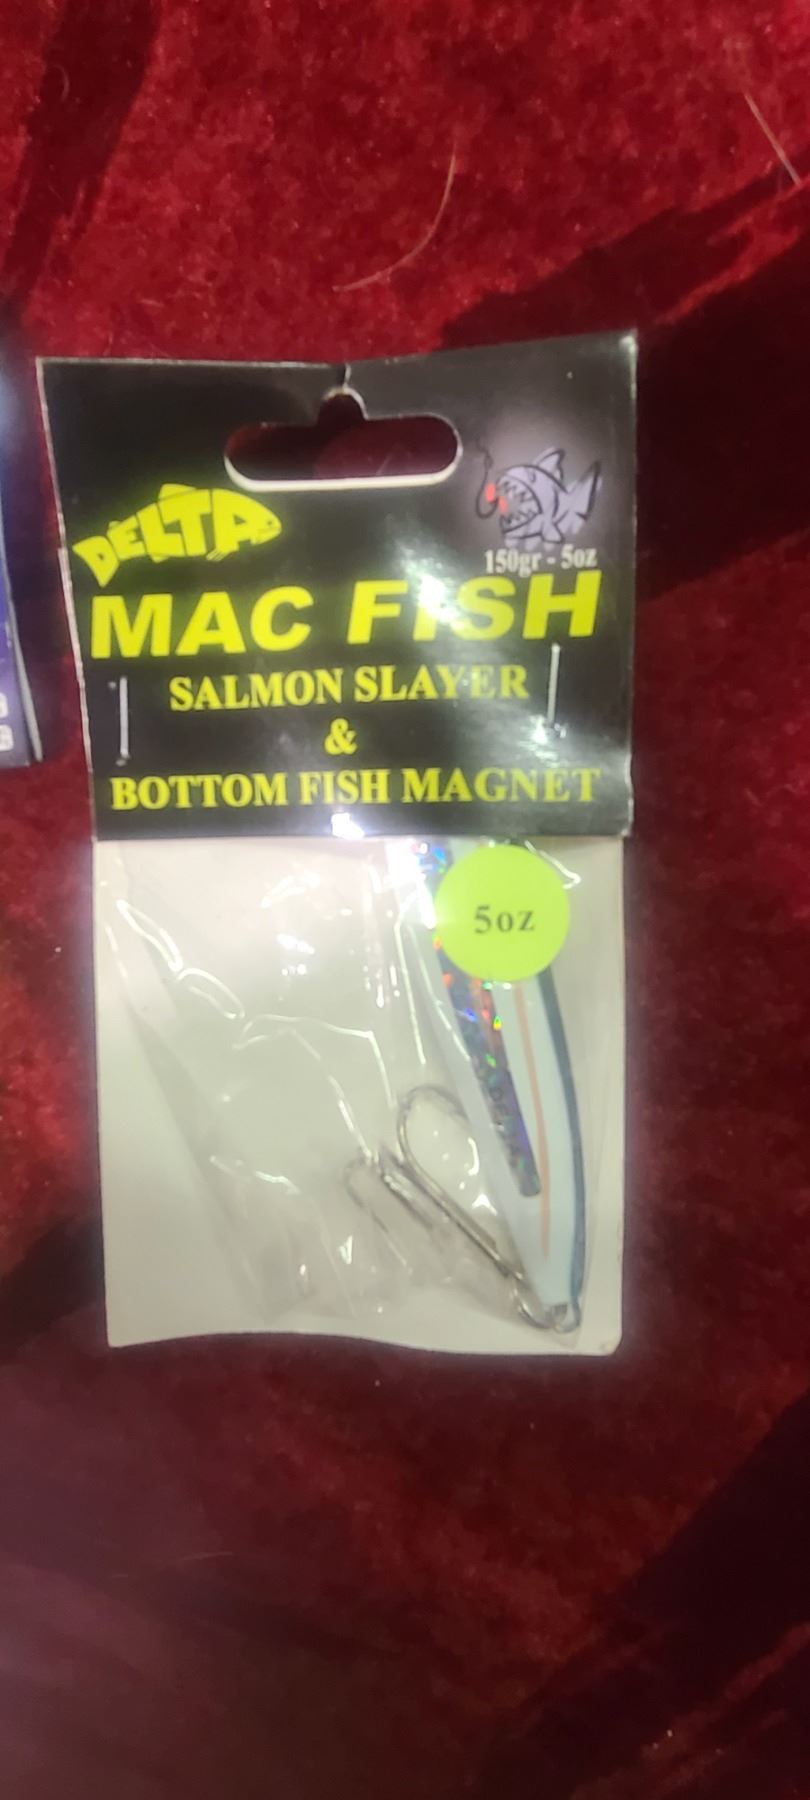 DELTA
150gr - 5oz
MAC FISH
SALMON SLAYER
&
BOTTOM FISH MAGNET
5oz